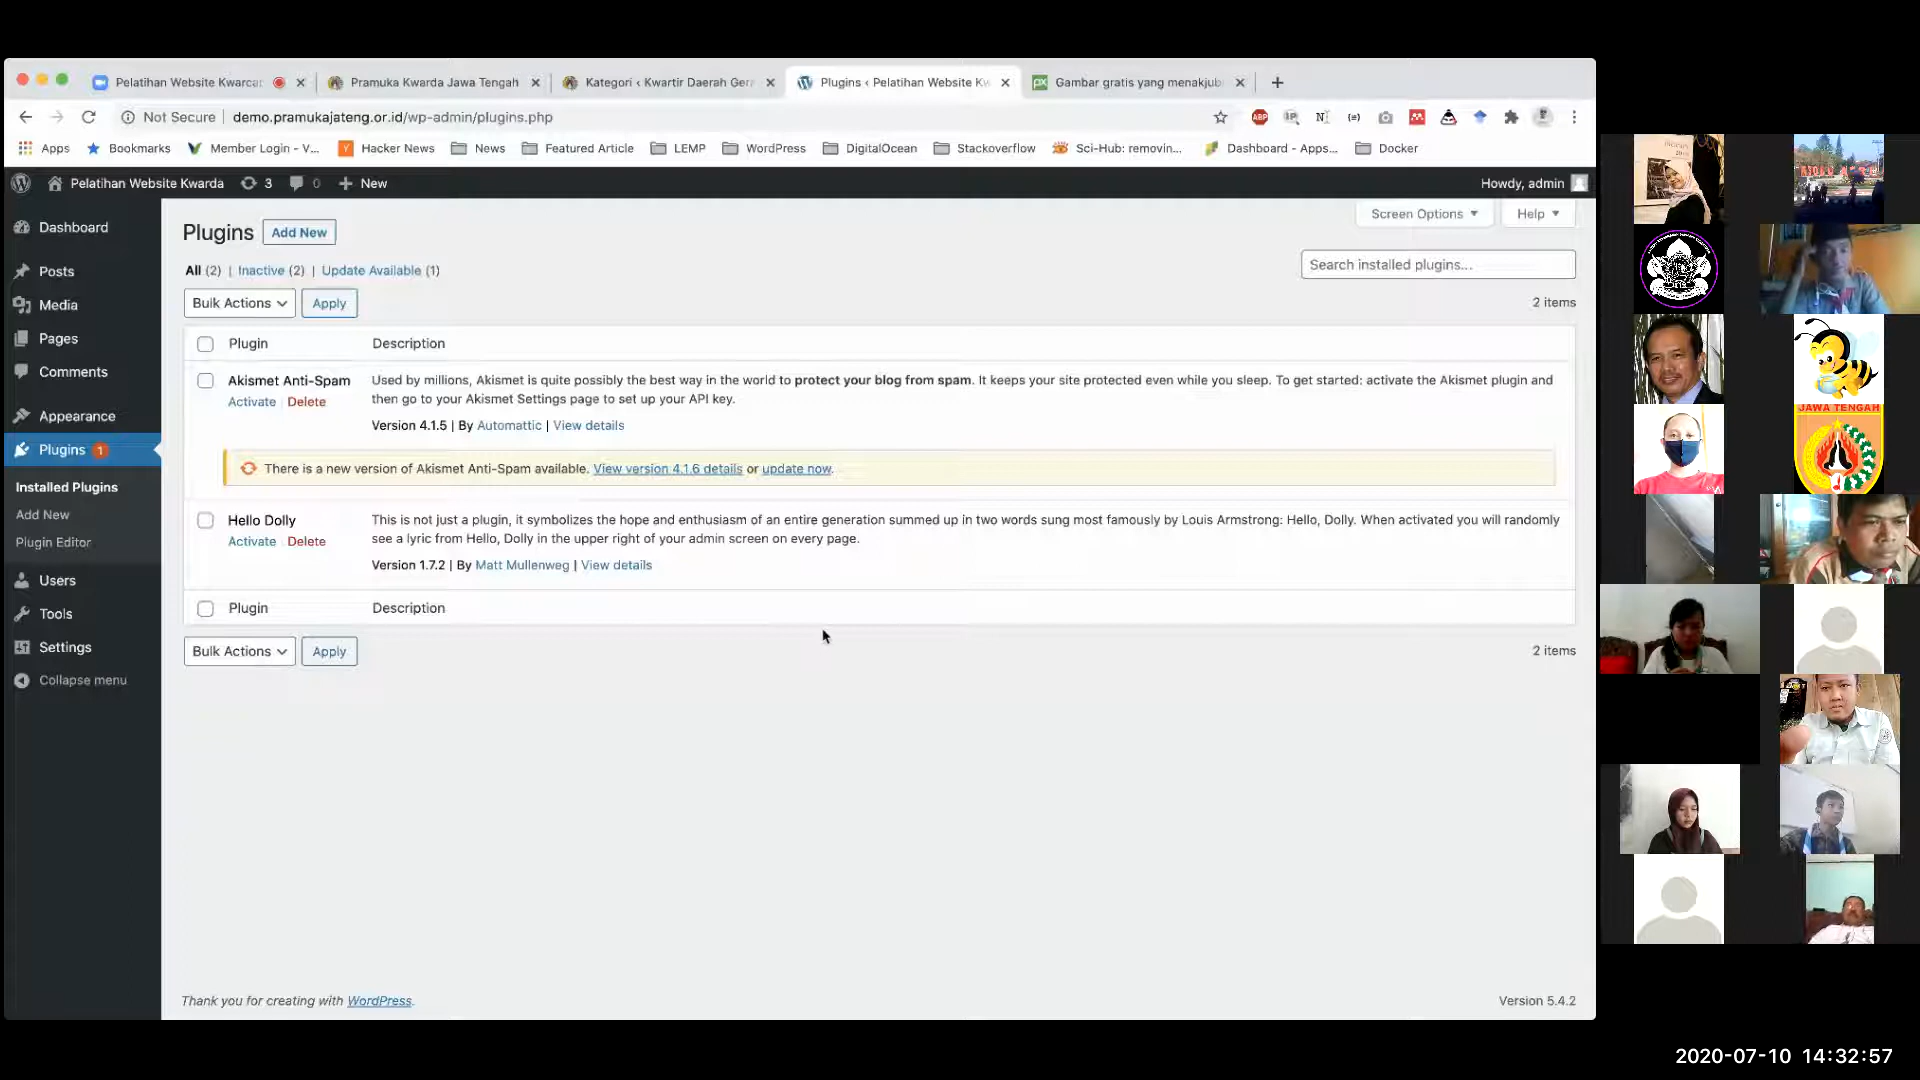 Pelatihan Website Kwarca
Pramuka Kwarda Jawa Tengah
Kategori ‹ Kwartir Daerah Ger
Plugins ‹ Pelatihan Website Kw
Gambar gratis yang menakjub
Not Secure | demo.pramukajateng.or.id/wp-admin/plugins.php
Apps Bookmarks Member Login - V... Hacker News News Featured Article LEMP WordPress DigitalOcean Stackoverflow Sci-Hub: removin... Dashboard - Apps... Docker
Pelatihan Website Kwarda 3 0 + New Howdy, admin
Screen Options Help
Dashboard
Posts
Media
Pages
Comments
Appearance
Plugins 1
Installed Plugins
Add New
Plugin Editor
Users
Tools
Settings
Collapse menu
Plugins Add New
All (2) | Inactive (2) | Update Available (1)
Search installed plugins...
Bulk Actions Apply 2 items
Plugin Description
Akismet Anti-Spam
Activate | Delete
Used by millions, Akismet is quite possibly the best way in the world to protect your blog from spam. It keeps your site protected even while you sleep. To get started: activate the Akismet plugin and
then go to your Akismet Settings page to set up your API key.
Version 4.1.5 | By Automattic | View details
There is a new version of Akismet Anti-Spam available. View version 4.1.6 details or update now.
Hello Dolly
Activate | Delete
This is not just a plugin, it symbolizes the hope and enthusiasm of an entire generation summed up in two words sung most famously by Louis Armstrong: Hello, Dolly. When activated you will randomly
see a lyric from Hello, Dolly in the upper right of your admin screen on every page.
Version 1.7.2 | By Matt Mullenweg | View details
Plugin Description
Bulk Actions Apply 2 items
Thank you for creating with WordPress.
Version 5.4.2
JAWA TENGAH
2020-07-10 14:32:57